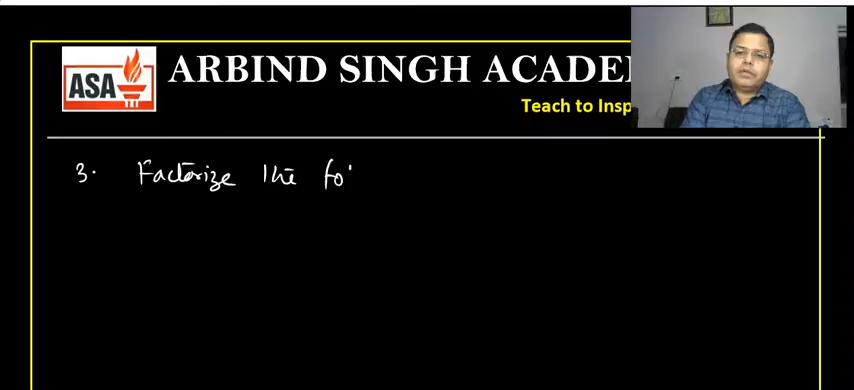 ASA ARBIND SINGH ACADE
Teach to Insp
3. Factorize the fo